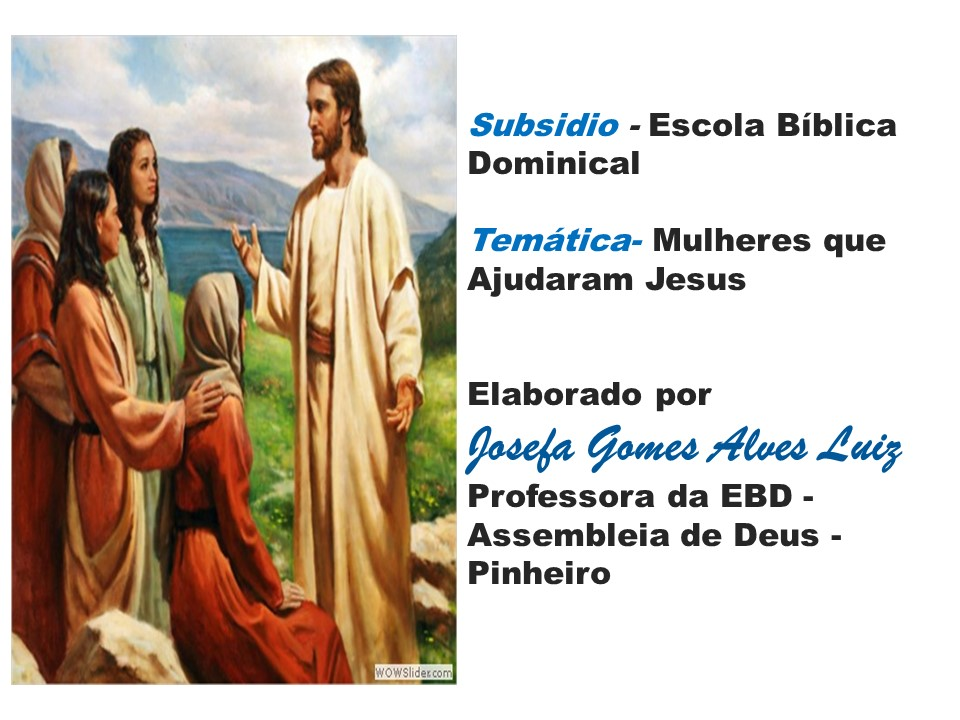 Subsidio - Escola Bíblica
Dominical
Temática- Mulheres que
Ajudaram Jesus
Elaborado por
Josefa Gomes Alves Luiz
Professora da EBD -
Assembleia de Deus -
Pinheiro
WOWSlider.com